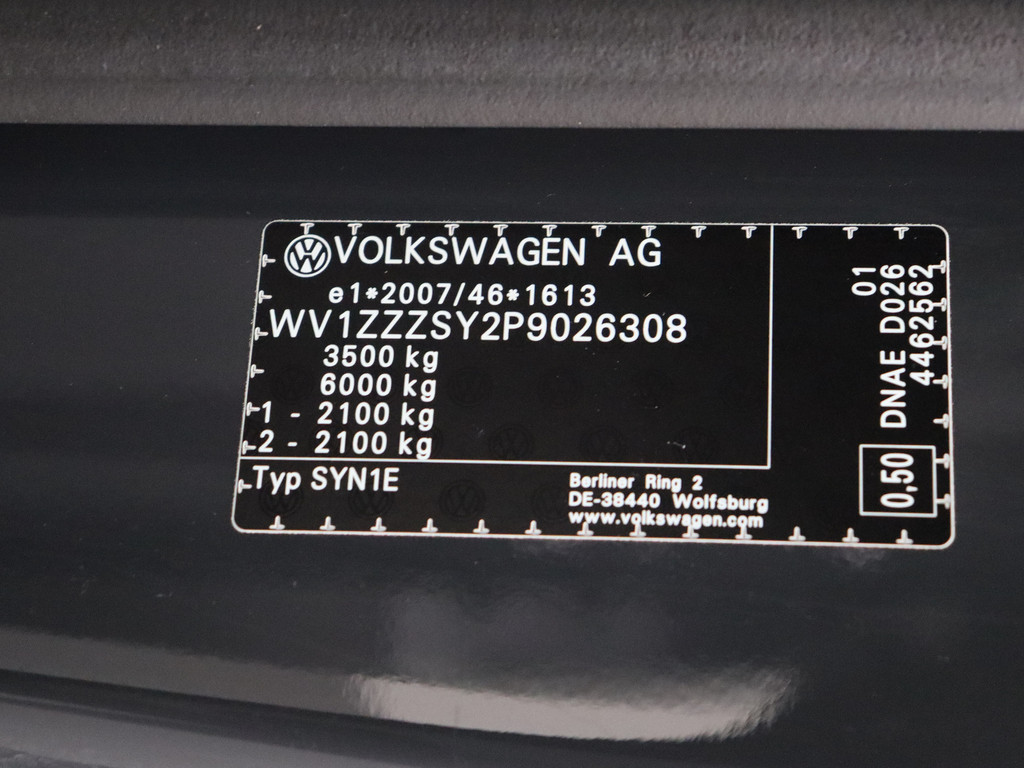 VOLKSWAGEN AG
e1*2007/46*1613
WV1ZZZSY2P9026308
3500 kg
6000 kg
1 - 2100 kg
2 - 2100 kg
Typ SYN1E
Berliner Ring 2
DE-38440 Wolfsburg
www.volkswagen.com
01
DNAE D026
4462562
0,50